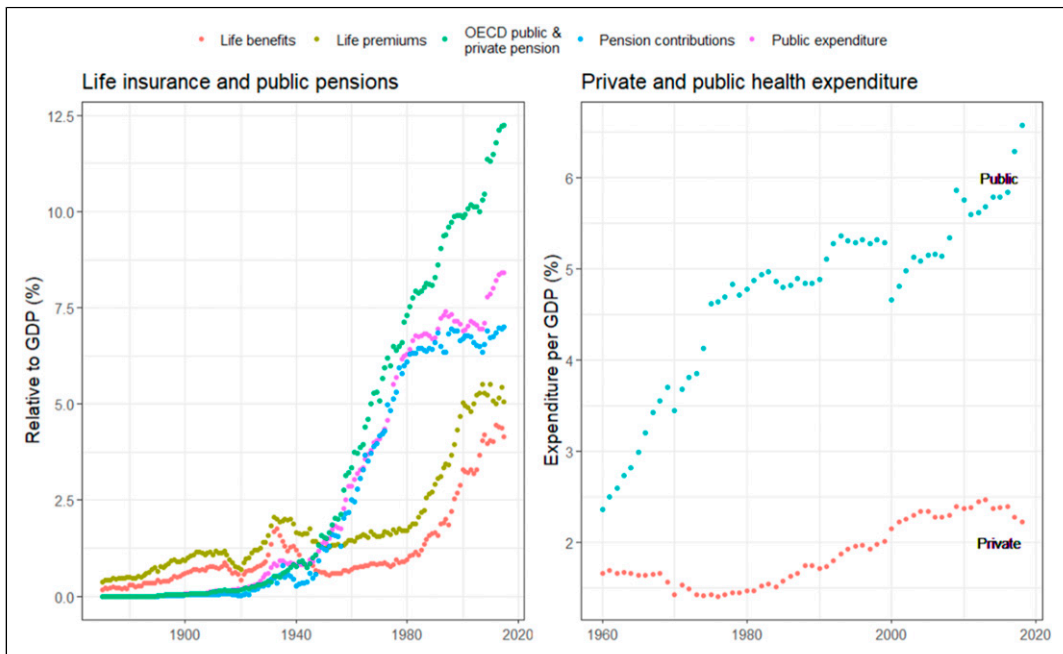 Life benefits
Life premiums
OECD public &
private pension
Pension contributions
Public expenditure
Life insurance and public pensions
Private and public health expenditure
Relative to GDP (%)
12.5
10.0
7.5
5.0
2.5
0.0
1900
1940
1980
2020
Expenditure per GDP (%)
6
5
4
3
2
1960
1980
2000
2020
Public
Private